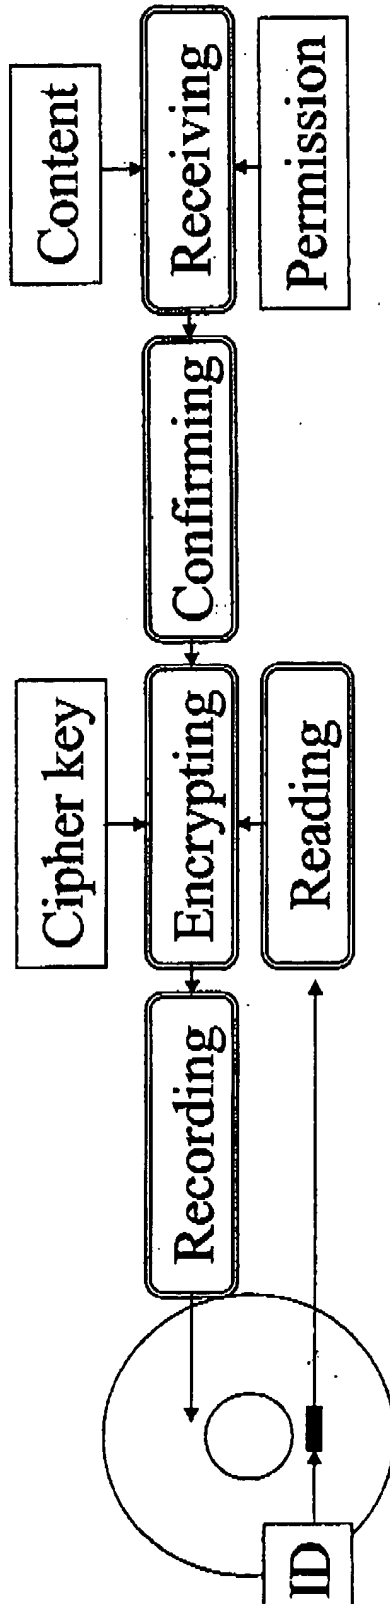 Content
Receiving
Permission
Confirming
Cipher key
Encrypting
Reading
Recording
ID